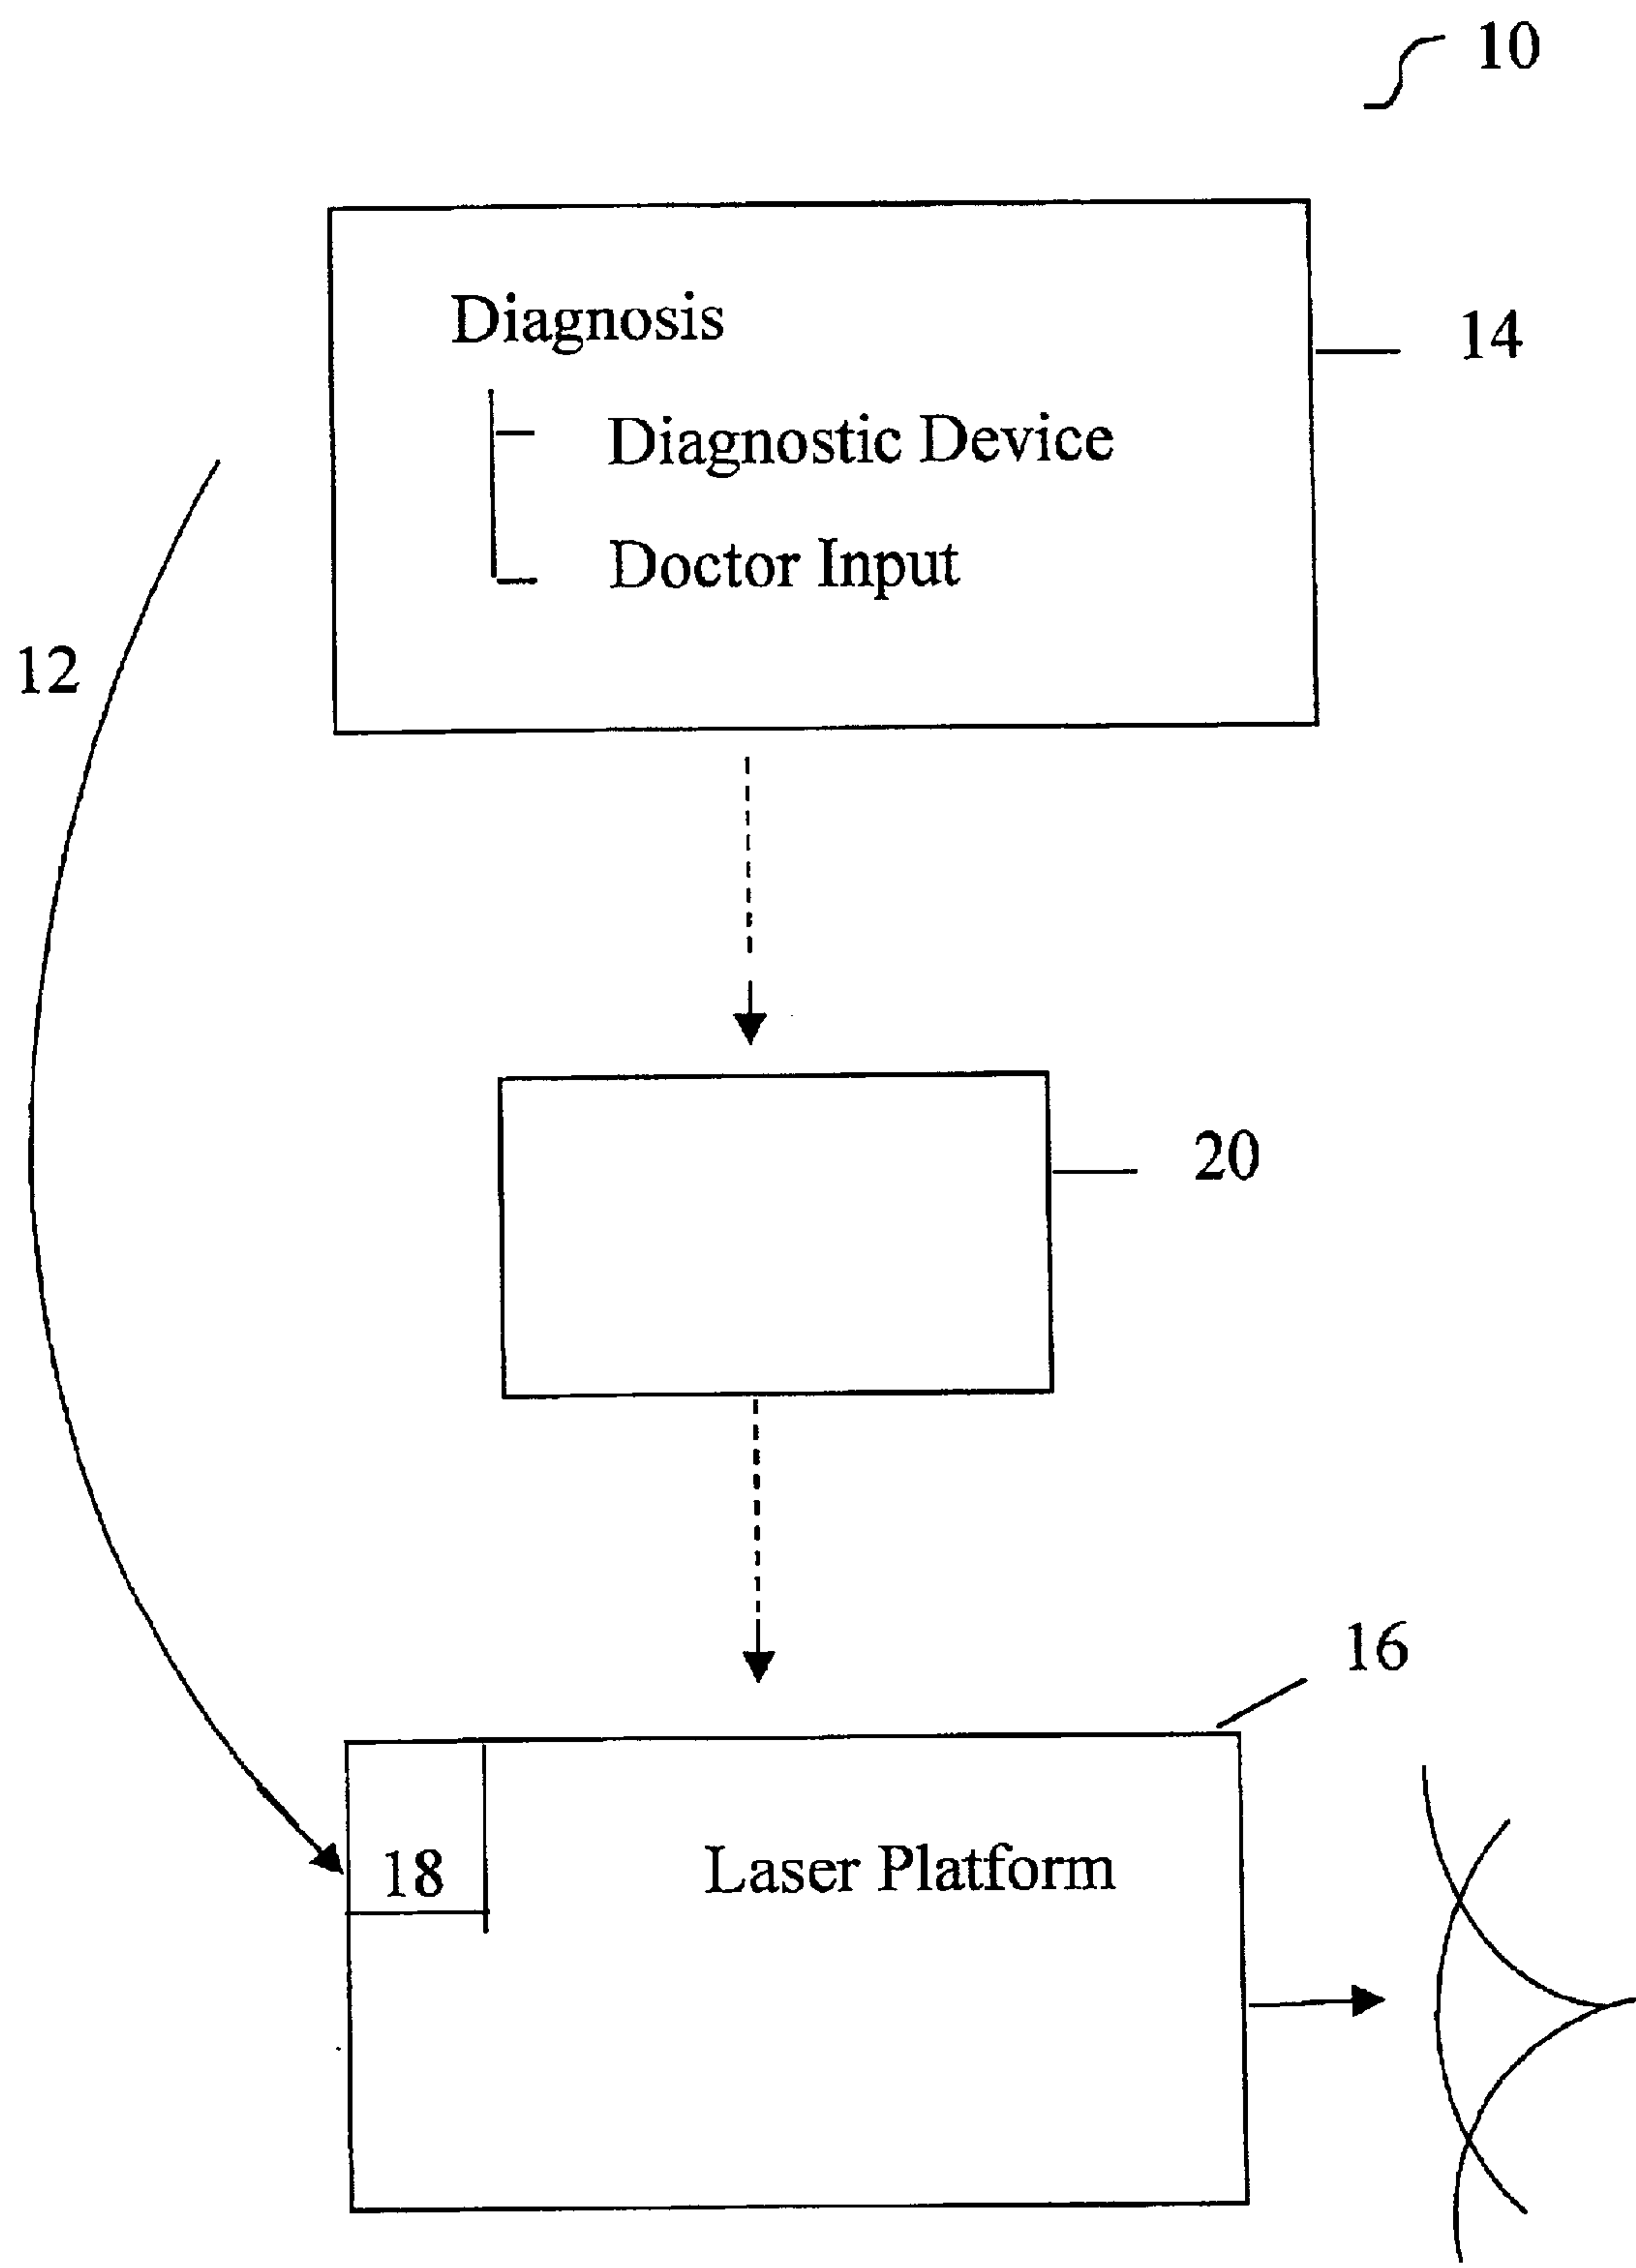 10
Diagnosis
14
Diagnostic Device
Doctor Input
12
20
16
18
Laser Platform